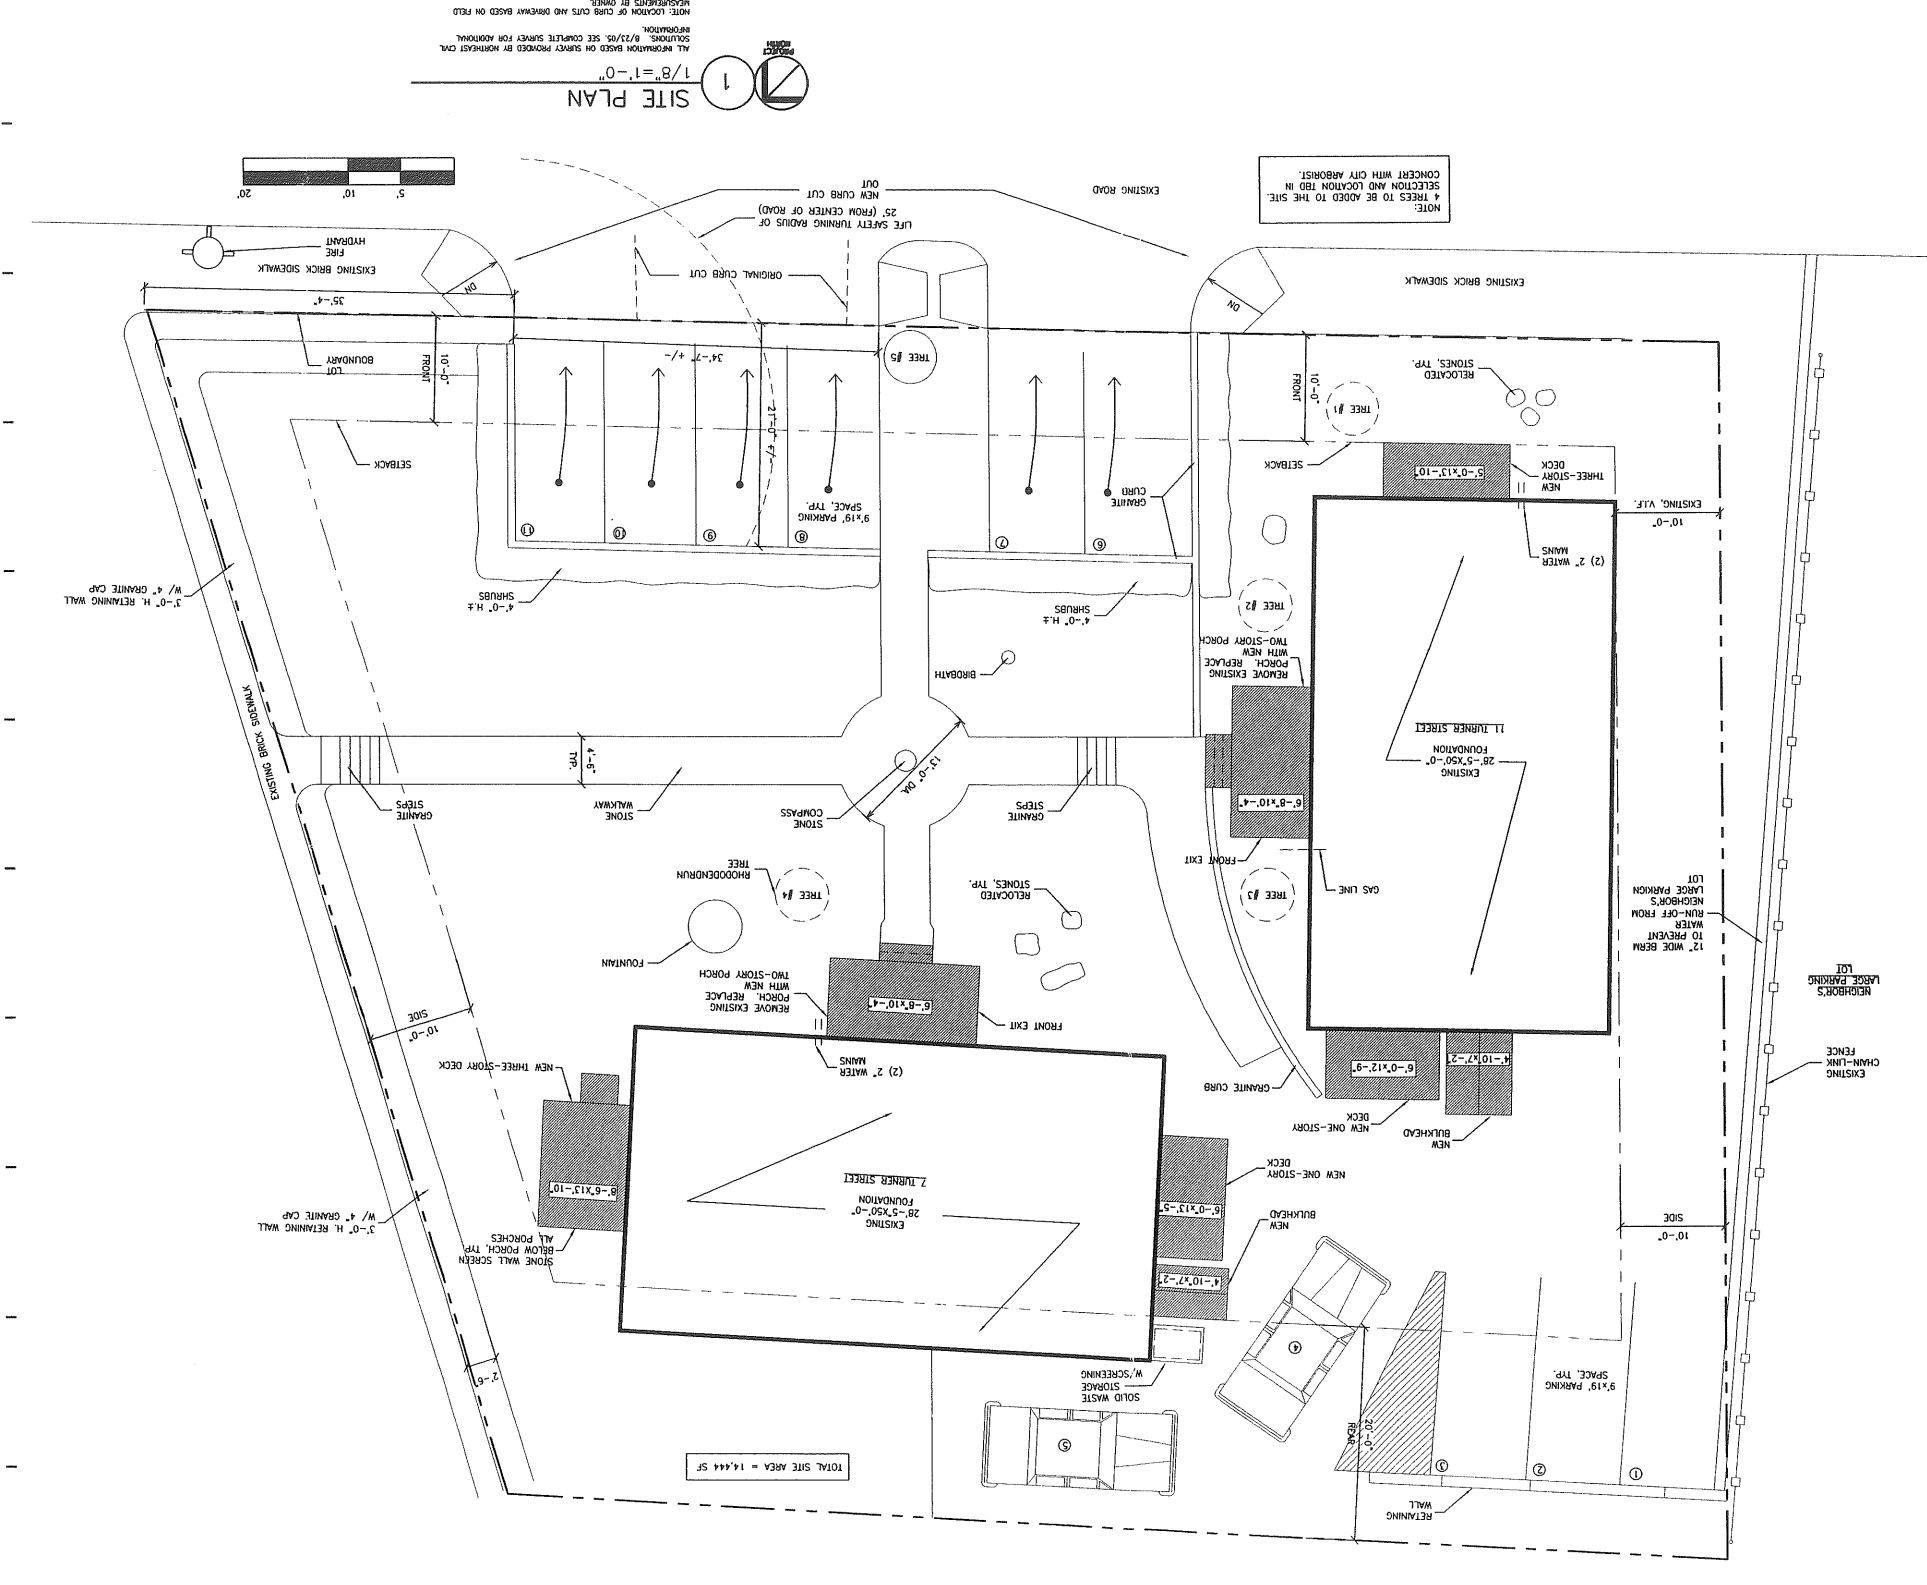 RETAINING
WALL
1
2
3
20'-0"
REAR
9'x19' PARKING
SPACE, TYP.
4
5
TOTAL SITE AREA = 14,444 SF
SOLID WASTE
STORAGE
W/SCREENING
2'-6"
10'-0"
SIDE
NEW
BULKHEAD
4'-10"x7'-2"
6'-0"x13'-5"
NEW ONE-STORY
DECK
EXISTING
28'-5"X50'-0"
FOUNDATION
7 TURNER STREET
STONE WALL SCREEN
BELOW PORCH, TYP
ALL PORCHES
8'-6"X13'-10"
3'-0" H. RETAINING WALL
W/ 4" GRANITE CAP
NEW THREE-STORY DECK
NEW
BULKHEAD
NEW ONE-STORY
DECK
4'-10"x7'-2"
6'-0"x12'-9"
GRANITE CURB
(2) 2" WATER
MAINS
EXISTING
CHAIN-LINK
FENCE
NEIGHBOR'S
LARGE PARKING
LOT
12" WIDE BERM
TO PREVENT
WATER
RUN-OFF FROM
NEIGHBOR'S
LARGE PARKIGN
LOT
FRONT EXIT
6'-8"x10'-4"
REMOVE EXISTING
PORCH. REPLACE
WITH NEW
TWO-STORY PORCH
10'-0"
SIDE
FOUNTAIN
RELOCATED
STONES, TYP.
TREE #4
RHODODENDRUN
TREE
TREE #3
GAS LINE
FRONT EXIT
6'-8"x10'-4"
GRANITE
STEPS
STONE
COMPASS
13'-0" DIA.
STONE
WALKWAY
4'-6"
TYP.
GRANITE
STEPS
EXISTING BRICK SIDEWALK
EXISTING
28'-5"X50'-0"
FOUNDATION
11 TURNER STREET
REMOVE EXISTING
PORCH. REPLACE
WITH NEW
TWO-STORY PORCH
BIRDBATH
TREE #2
4'-0" H.±
SHRUBS
4'-0" H.±
SHRUBS
3'-0" H. RETAINING WALL
W/ 4" GRANITE CAP
(2) 2" WATER
MAINS
10'-0"
EXISTING, V.I.F.
6
7
8
9
10
11
9'x19' PARKING
SPACE, TYP.
GRANITE
CURB
NEW
THREE-STORY
DECK
5'-0"x13'-10"
SETBACK
SETBACK
21'-0" +/-
TREE #1
RELOCATED
STONES, TYP.
10'-0"
FRONT
TREE #5
34'-7" +/-
10'-0"
FRONT
LOT
BOUNDARY
35'-4"
DN
DN
EXISTING BRICK SIDEWALK
ORIGINAL CURB CUT
EXISTING BRICK SIDEWALK
FIRE
HYDRANT
LIFE SAFETY TURNING RADIUS OF
25' (FROM CENTER OF ROAD)
NOTE:
4 TREES TO BE ADDED TO THE SITE.
SELECTION AND LOCATION TBD IN
CONCERT WITH CITY ARBORIST.
EXISTING ROAD
NEW CURB CUT
OUT
5' 10' 20'
1
SITE PLAN
1/8"=1'-0"
PROJECT
NORTH
ALL INFORMATION BASED ON SURVEY PROVIDED BY NORTHEAST CIVIL
SOLUTIONS. 8/23/05. SEE COMPLETE SURVEY FOR ADDITIONAL
INFORMATION.
NOTE: LOCATION OF CURB CUTS AND DRIVEWAY BASED ON FIELD
MEASUREMENTS BY OWNER.